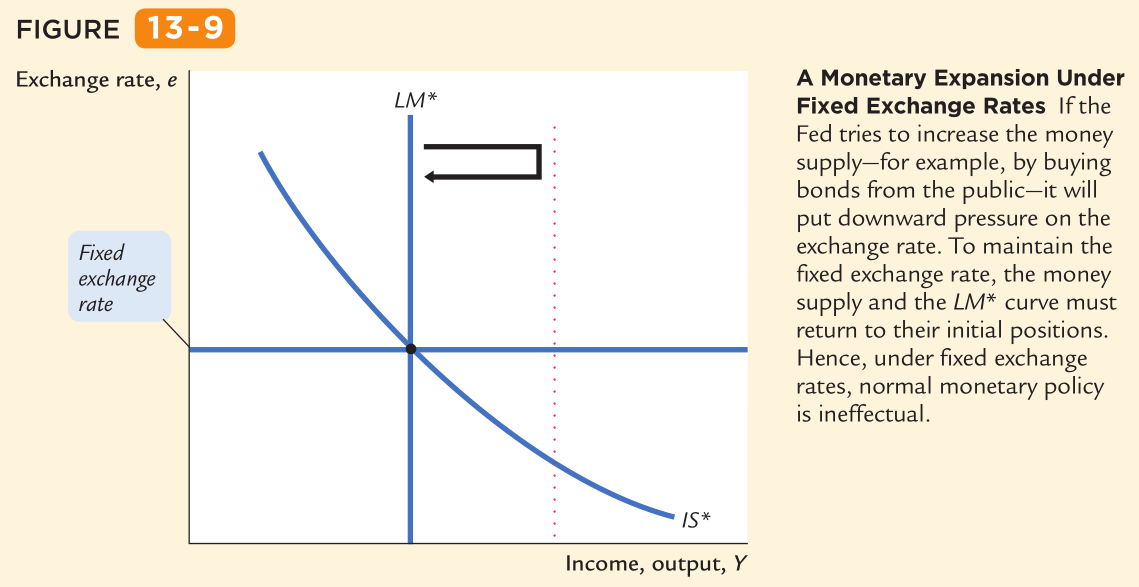 FIGURE 13-9
Exchange rate, e
LM*
Fixed
exchange
rate
IS*
Income, output, Y
A Monetary Expansion Under
Fixed Exchange Rates If the
Fed tries to increase the money
supply—for example, by buying
bonds from the public—it will
put downward pressure on the
exchange rate. To maintain the
fixed exchange rate, the money
supply and the LM* curve must
return to their initial positions.
Hence, under fixed exchange
rates, normal monetary policy
is ineffectual.